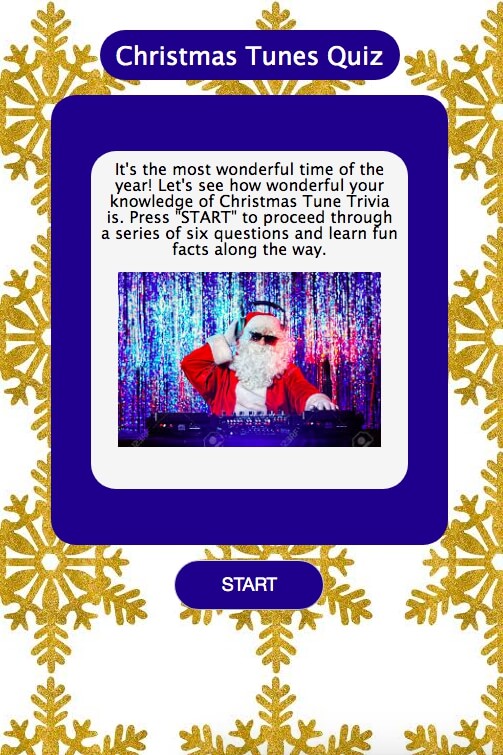 Christmas Tunes Quiz
It's the most wonderful time of the
year! Let's see how wonderful your
knowledge of Christmas Tune Trivia
is. Press "START" to proceed through
a series of six questions and learn fun
facts along the way.
START